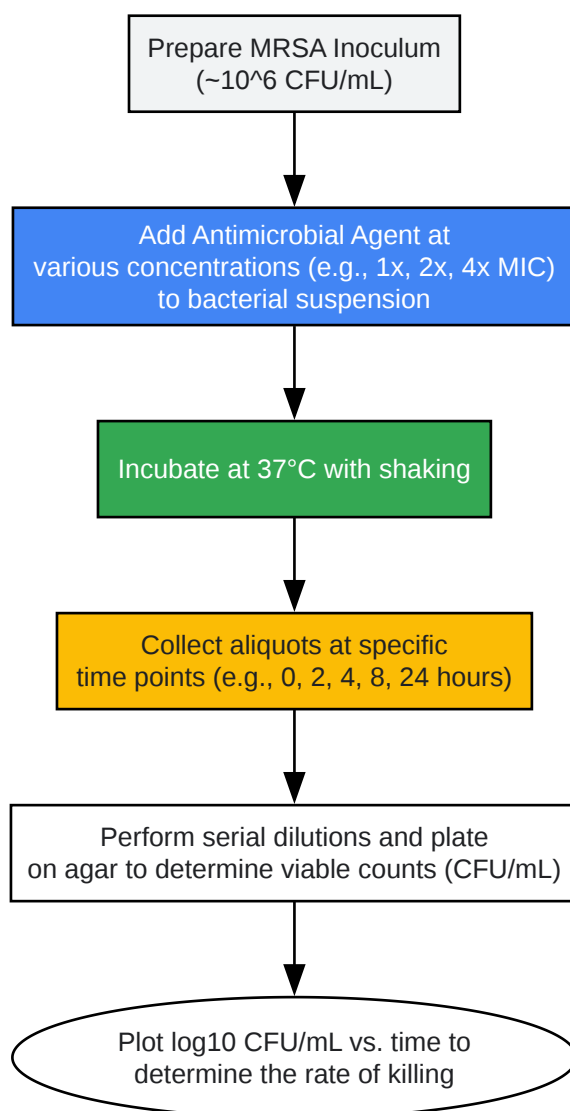 Prepare MRSA Inoculum
(~10^6 CFU/mL)
Add Antimicrobial Agent at
various concentrations (e.g., 1x, 2x, 4x MIC)
to bacterial suspension
Incubate at 37°C with shaking
Collect aliquots at specific
time points (e.g., 0, 2, 4, 8, 24 hours)
Perform serial dilutions and plate
on agar to determine viable counts (CFU/mL)
Plot log10 CFU/mL vs. time to
determine the rate of killing